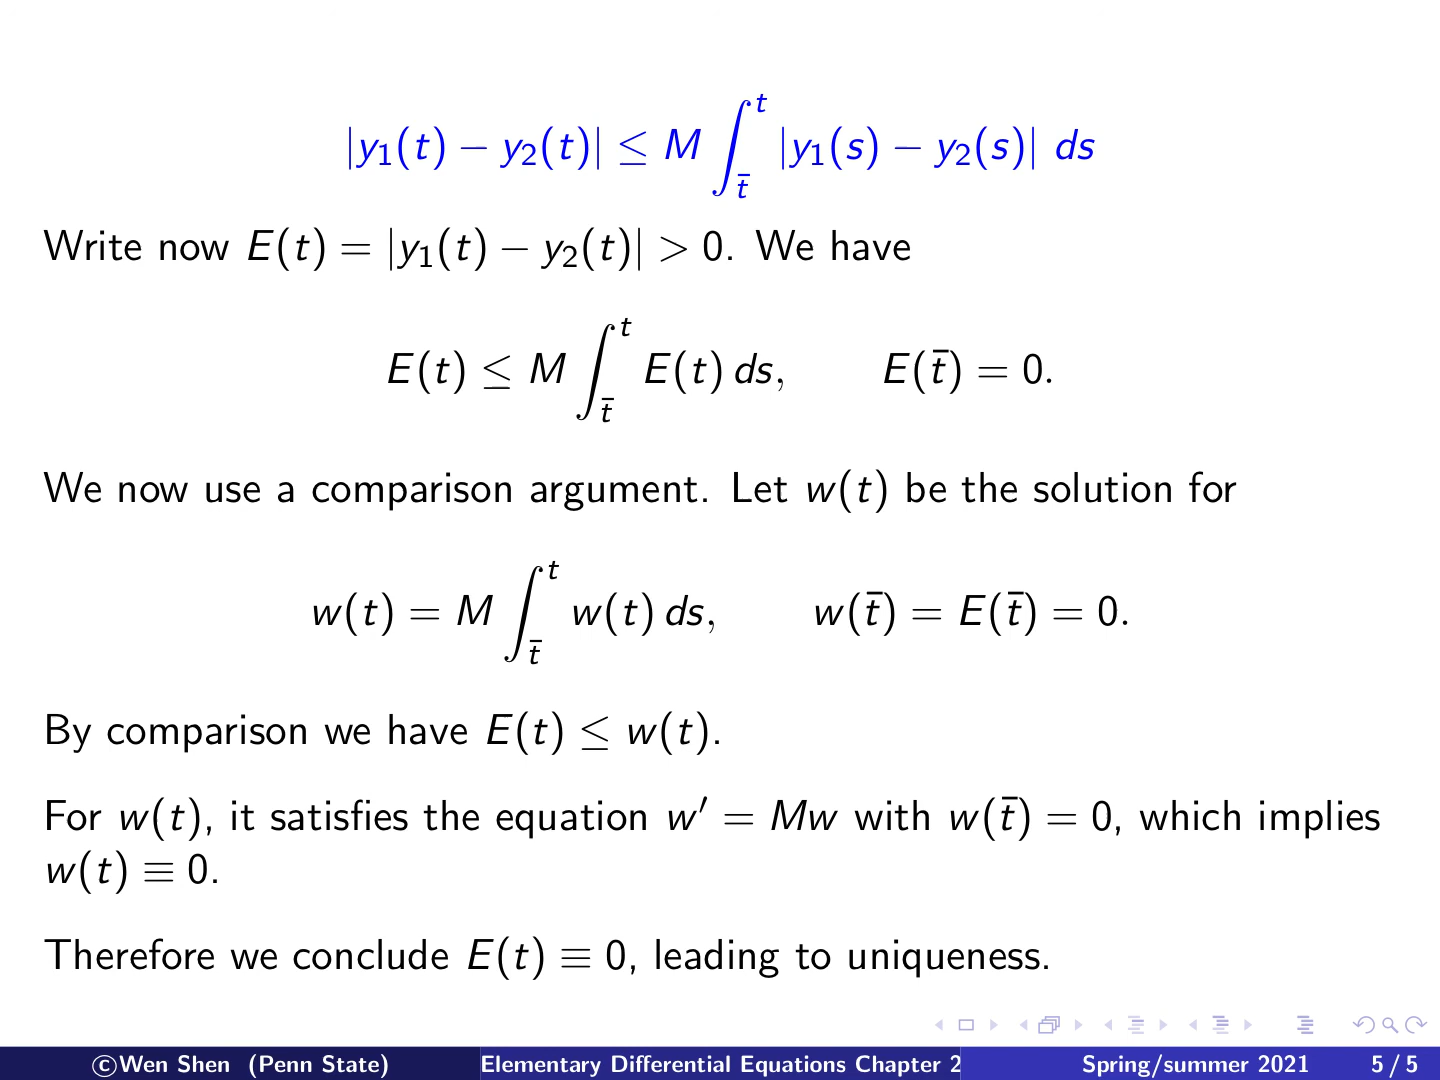 |y₁(t) − y₂(t)| ≤ M ∫_{t̄}^{t} |y₁(s) − y₂(s)| ds
Write now E(t) = |y₁(t) − y₂(t)| > 0. We have
E(t) ≤ M ∫_{t̄}^{t} E(t) ds, E(t̄) = 0.
We now use a comparison argument. Let w(t) be the solution for
w(t) = M ∫_{t̄}^{t} w(t) ds, w(t̄) = E(t̄) = 0.
By comparison we have E(t) ≤ w(t).
For w(t), it satisfies the equation w′ = Mw with w(t̄) = 0, which implies
w(t) ≡ 0.
Therefore we conclude E(t) ≡ 0, leading to uniqueness.
©Wen Shen (Penn State) Elementary Differential Equations Chapter 2 Spring/summer 2021 5 / 5